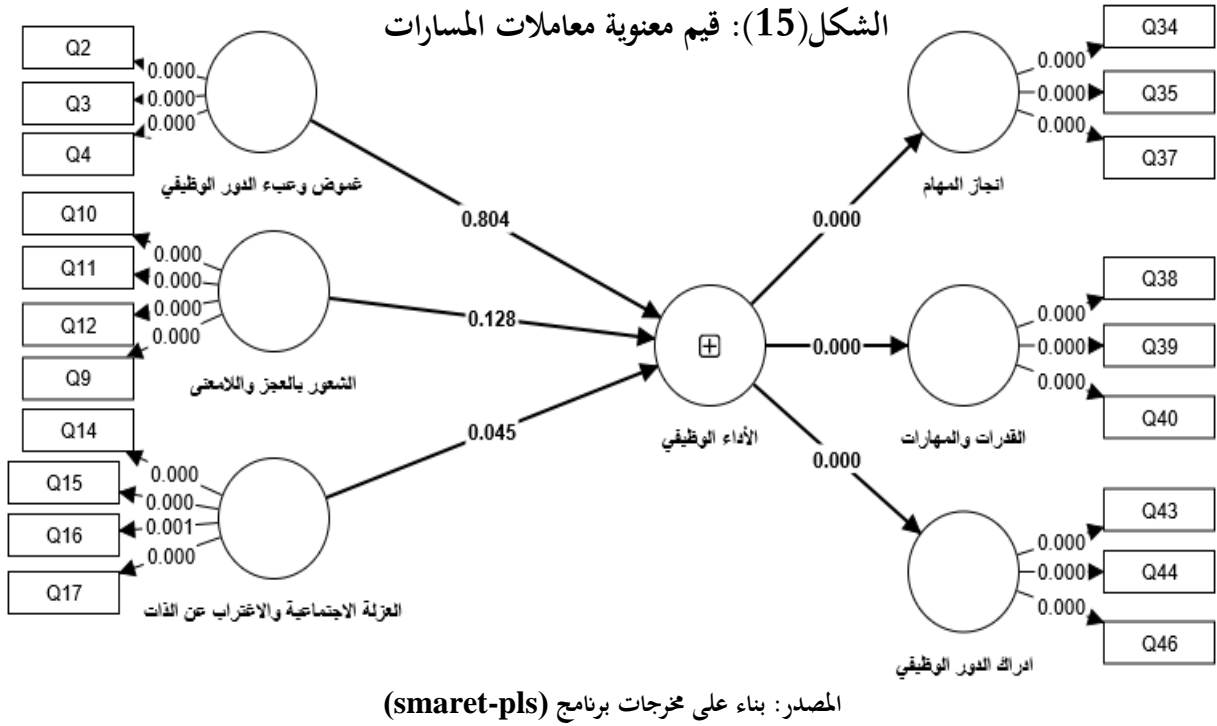 الشكل(15): قيم معنوية معاملات المسارات
Q2
Q3
Q4
0.000
0.000
0.000
غموض وعبء الدور الوظيفي
0.804
Q10
Q11
Q12
Q9
0.000
0.000
0.000
0.000
الشعور بالعجز واللامعنى
0.128
Q14
Q15
Q16
Q17
0.000
0.000
0.001
0.000
العزلة الاجتماعية والاغتراب عن الذات
0.045
الأداء الوظيفي
0.000
0.000
0.000
Q34
Q35
Q37
0.000
0.000
0.000
انجاز المهام
Q38
Q39
Q40
0.000
0.000
0.000
القدرات والمهارات
Q43
Q44
Q46
0.000
0.000
0.000
ادراك الدور الوظيفي
المصدر: بناء على مخرجات برنامج (smaret-pls)